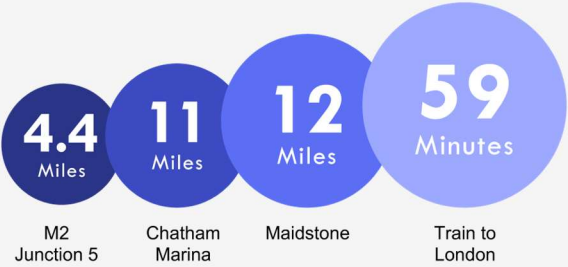 4.4
Miles
11
Miles
12
Miles
59
Minutes
M2
Junction 5
Chatham
Marina
Maidstone
Train to
London